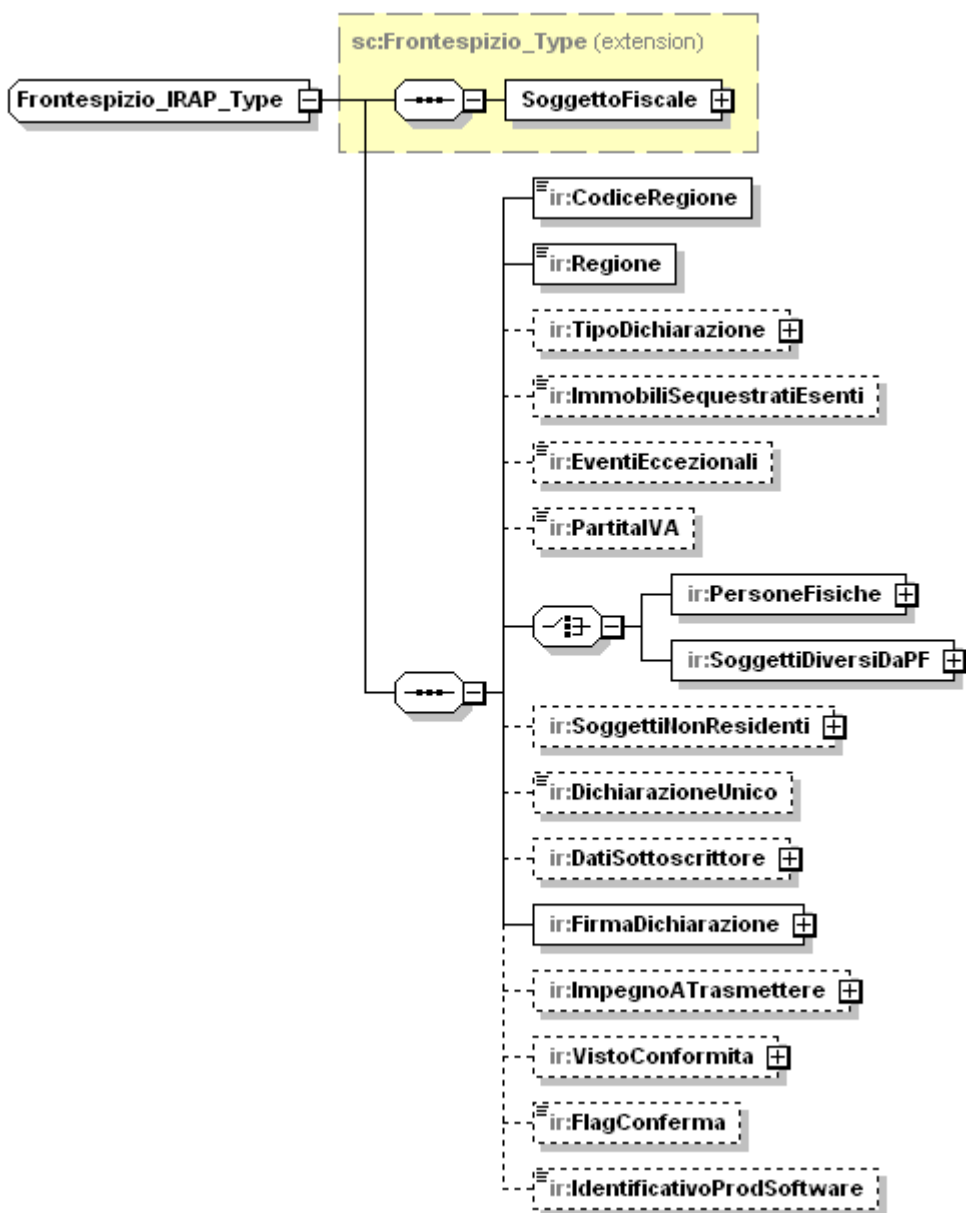 sc:Frontespizio_Type (extension)
Frontespizio_IRAP_Type
SoggettoFiscale
ir:CodiceRegione
ir:Regione
ir:TipoDichiarazione
ir:ImmobiliSequestratiEsenti
ir:EventiEccezionali
ir:PartitaIVA
ir:PersoneFisiche
ir:SoggettiDiversiDaPF
ir:SoggettiNonResidenti
ir:DichiarazioneUnico
ir:DatiSottoscrittore
ir:FirmaDichiarazione
ir:ImpegnoATrasmettere
ir:VistoConformita
ir:FlagConferma
ir:IdentificativoProdSoftware